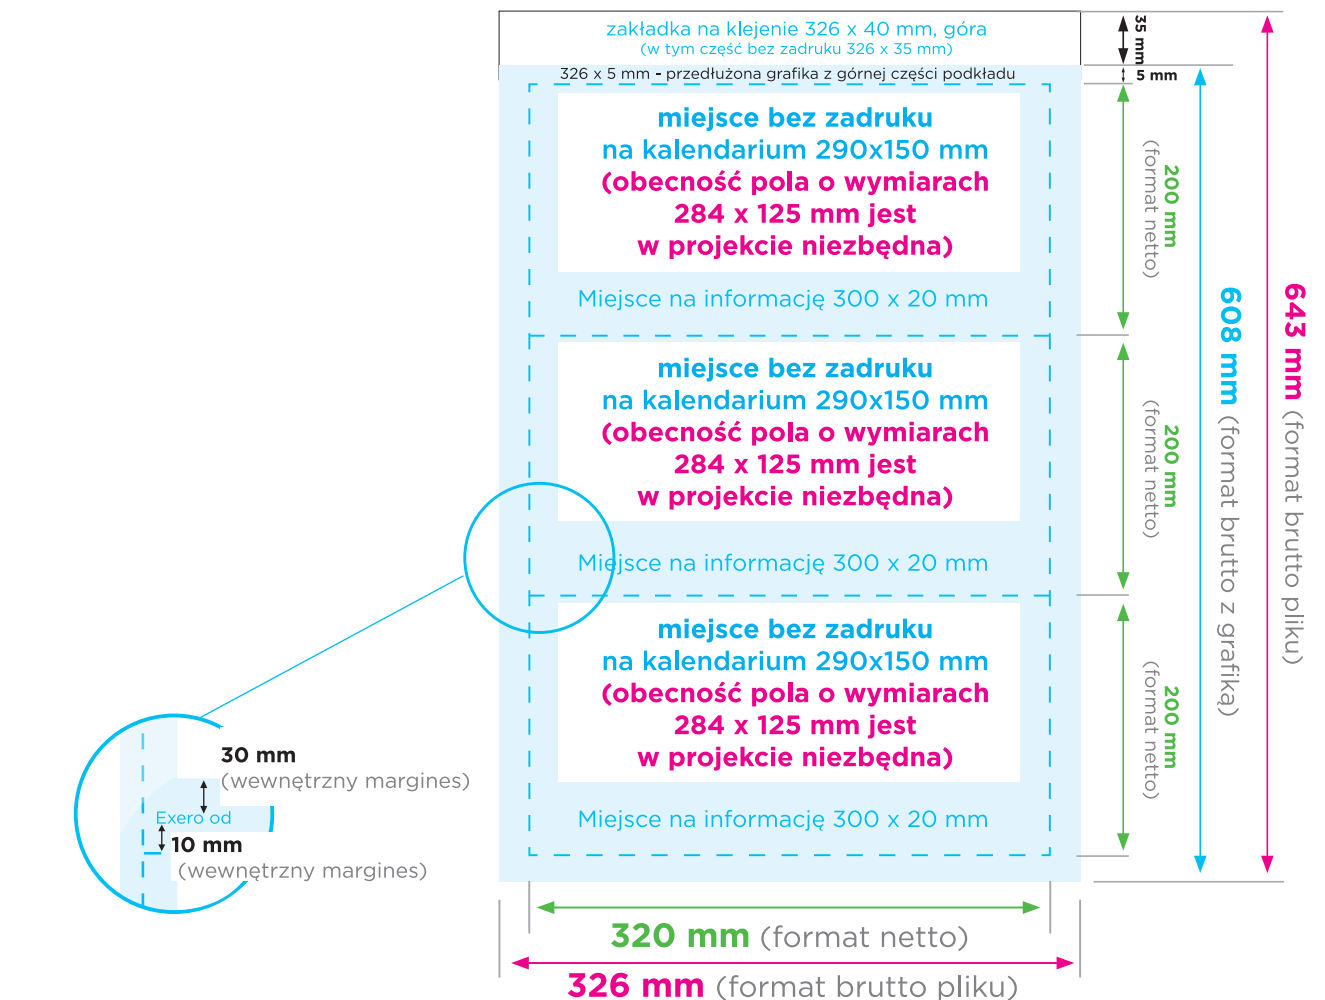 zakładka na klejenie 326 x 40 mm, góra
(w tym część bez zadruku 326 x 35 mm)
35 mm
326 x 5 mm - przedłużona grafika z górnej części podkładu
5 mm
miejsce bez zadruku
na kalendarium 290x150 mm
(obecność pola o wymiarach
284 x 125 mm jest
w projekcie niezbędna)
Miejsce na informację 300 x 20 mm
200 mm
(format netto)
miejsce bez zadruku
na kalendarium 290x150 mm
(obecność pola o wymiarach
284 x 125 mm jest
w projekcie niezbędna)
Miejsce na informację 300 x 20 mm
200 mm
(format netto)
miejsce bez zadruku
na kalendarium 290x150 mm
(obecność pola o wymiarach
284 x 125 mm jest
w projekcie niezbędna)
Miejsce na informację 300 x 20 mm
200 mm
(format netto)
608 mm (format brutto z grafiką)
643 mm (format brutto pliku)
30 mm
(wewnętrzny margines)
Exero od
10 mm
(wewnętrzny margines)
320 mm (format netto)
326 mm (format brutto pliku)